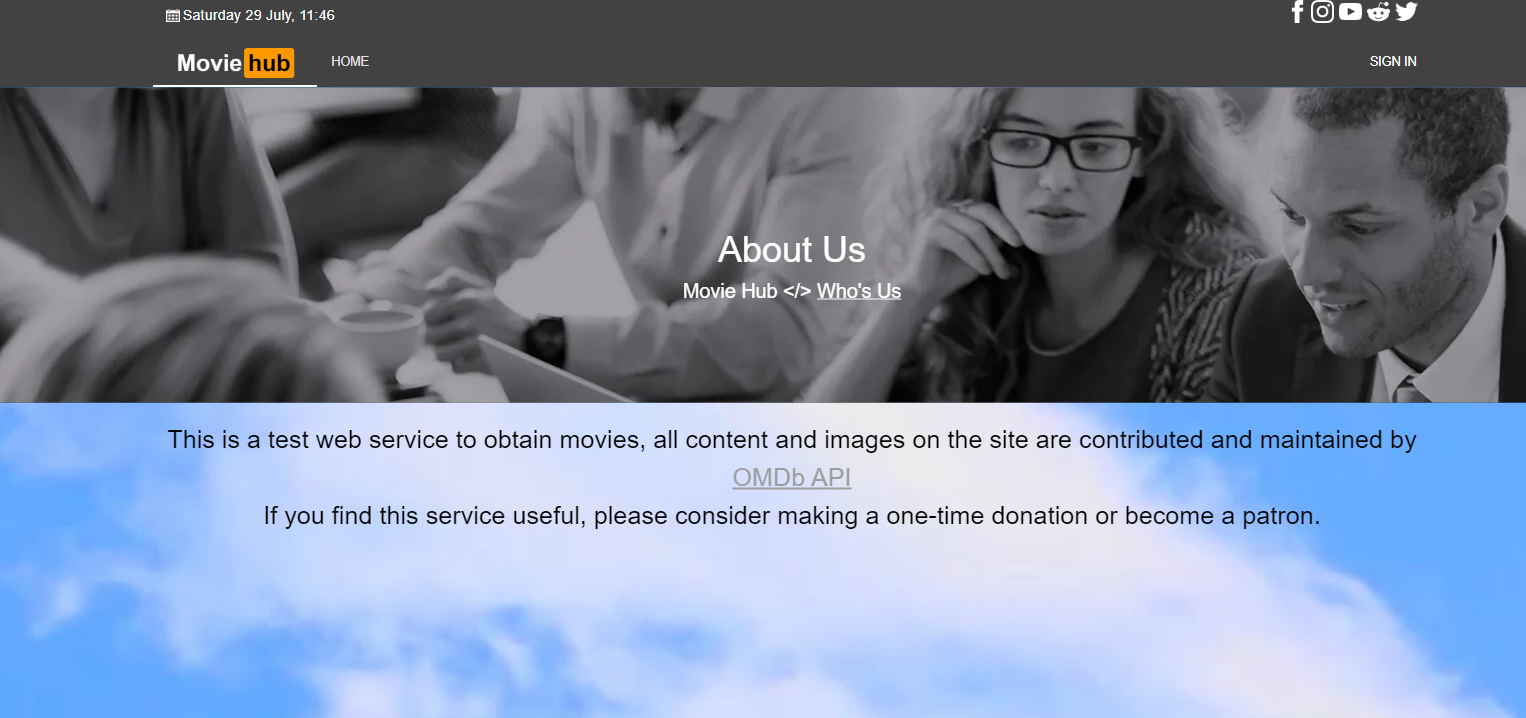 Saturday 29 July, 11:46
Movie hub
HOME
SIGN IN
About Us
Movie Hub </> Who's Us
This is a test web service to obtain movies, all content and images on the site are contributed and maintained by
OMDb API
If you find this service useful, please consider making a one-time donation or become a patron.